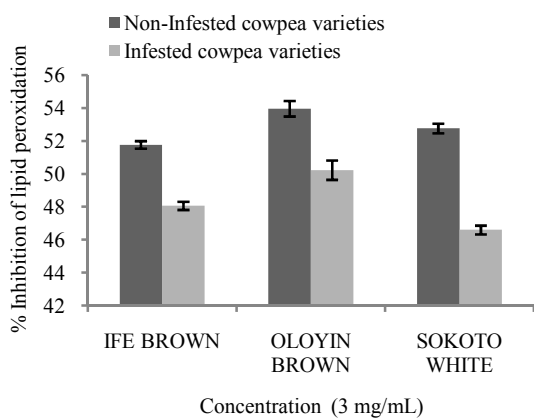 Non-Infested cowpea varieties
Infested cowpea varieties
% Inhibition of lipid peroxidation
56
54
52
50
48
46
44
42
IFE BROWN
OLOYIN BROWN
SOKOTO WHITE
Concentration (3 mg/mL)